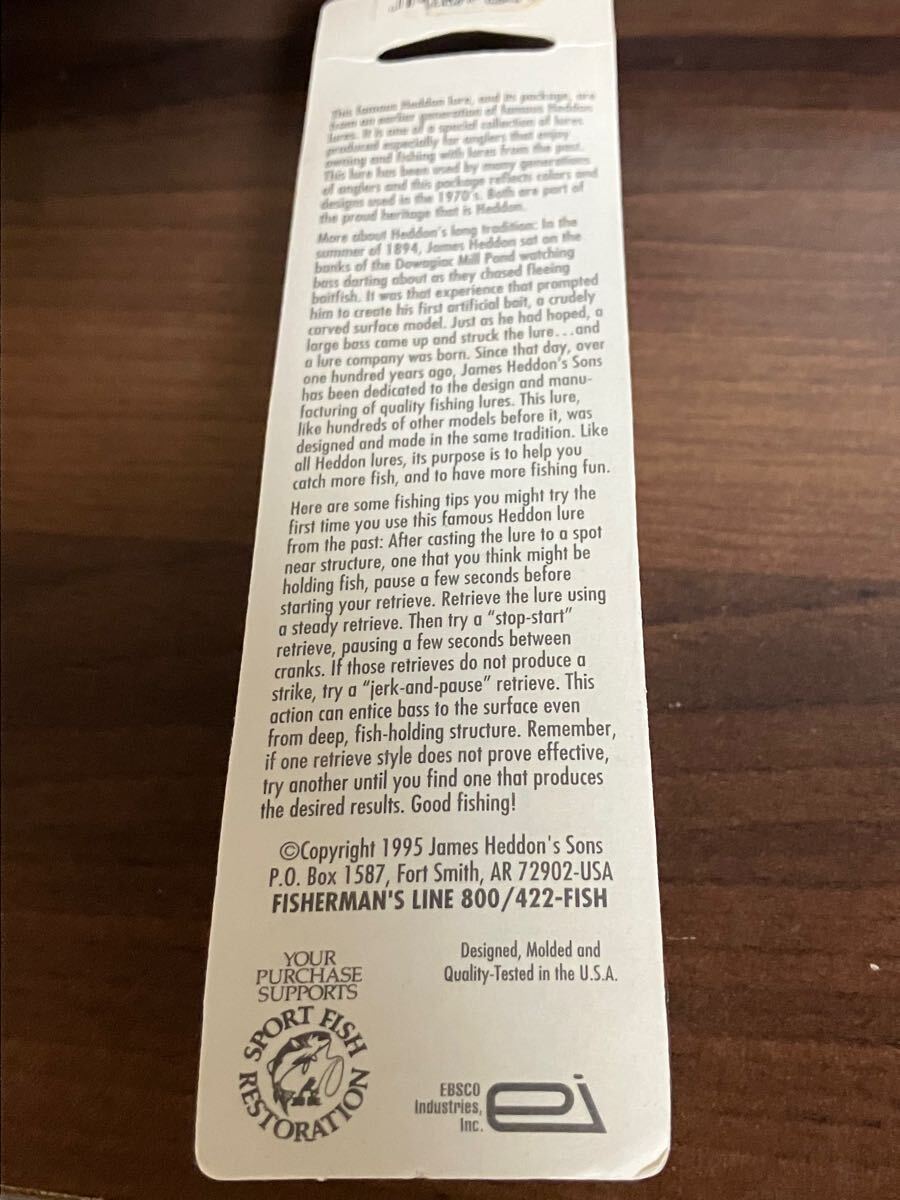 This famous Heddon lure, and its package, are
from an earlier generation of famous Heddon
lures. It is one of a special collection of lures
produced especially for anglers that enjoy
owning and fishing with lures from the past.
This lure has been used by many generations
of anglers and this package reflects colors and
designs used in the 1970's. Both are part of
the proud heritage that is Heddon.
More about Heddon's long tradition: In the
summer of 1894, James Heddon sat on the
banks of the Dowagiac Mill Pond watching
bass darting about as they chased fleeing
baitfish. It was that experience that prompted
him to create his first artificial bait, a crudely
carved surface model. Just as he had hoped, a
large bass came up and struck the lure...and
a lure company was born. Since that day, over
one hundred years ago, James Heddon's Sons
has been dedicated to the design and manu-
facturing of quality fishing lures. This lure,
like hundreds of other models before it, was
designed and made in the same tradition. Like
all Heddon lures, its purpose is to help you
catch more fish, and to have more fishing fun.
Here are some fishing tips you might try the
first time you use this famous Heddon lure
from the past: After casting the lure to a spot
near structure, one that you think might be
holding fish, pause a few seconds before
starting your retrieve. Retrieve the lure using
a steady retrieve. Then try a “stop-start”
retrieve, pausing a few seconds between
cranks. If those retrieves do not produce a
strike, try a “jerk-and-pause” retrieve. This
action can entice bass to the surface even
from deep, fish-holding structure. Remember,
if one retrieve style does not prove effective,
try another until you find one that produces
the desired results. Good fishing!
©Copyright 1995 James Heddon's Sons
P.O. Box 1587, Fort Smith, AR 72902-USA
FISHERMAN'S LINE 800/422-FISH
YOUR
PURCHASE
SUPPORTS
SPORT FISH
RESTORATION
Designed, Molded and
Quality-Tested in the U.S.A.
EBSCO
Industries,
Inc.
ei